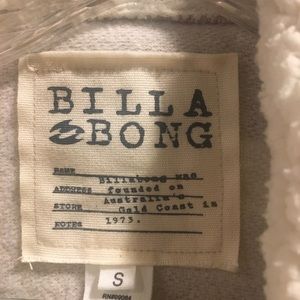 BILLA
BONG
NAME Billabong was
ADDRESS founded on
Australia's
STORE Gold Coast in
NOTES 1973.
S